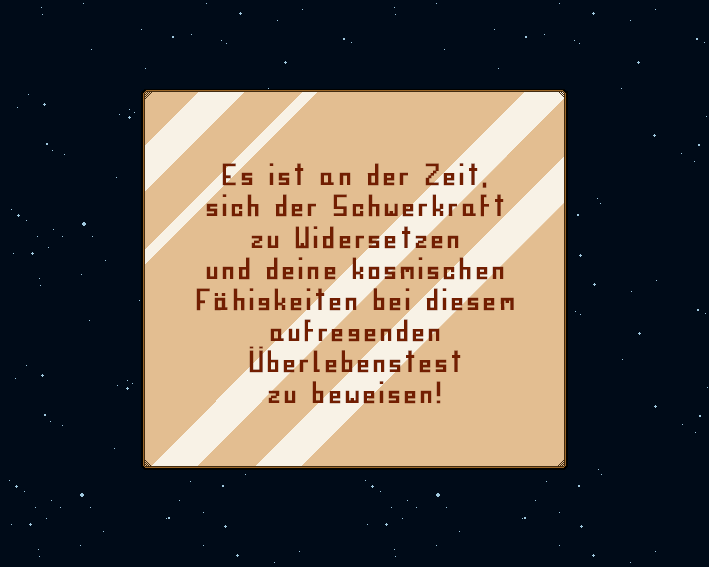 Es ist an der Zeit,
sich der Schwerkraft
zu Widersetzen
und deine kosmischen
Fähigkeiten bei diesem
aufregenden
Überlebenstest
zu beweisen!